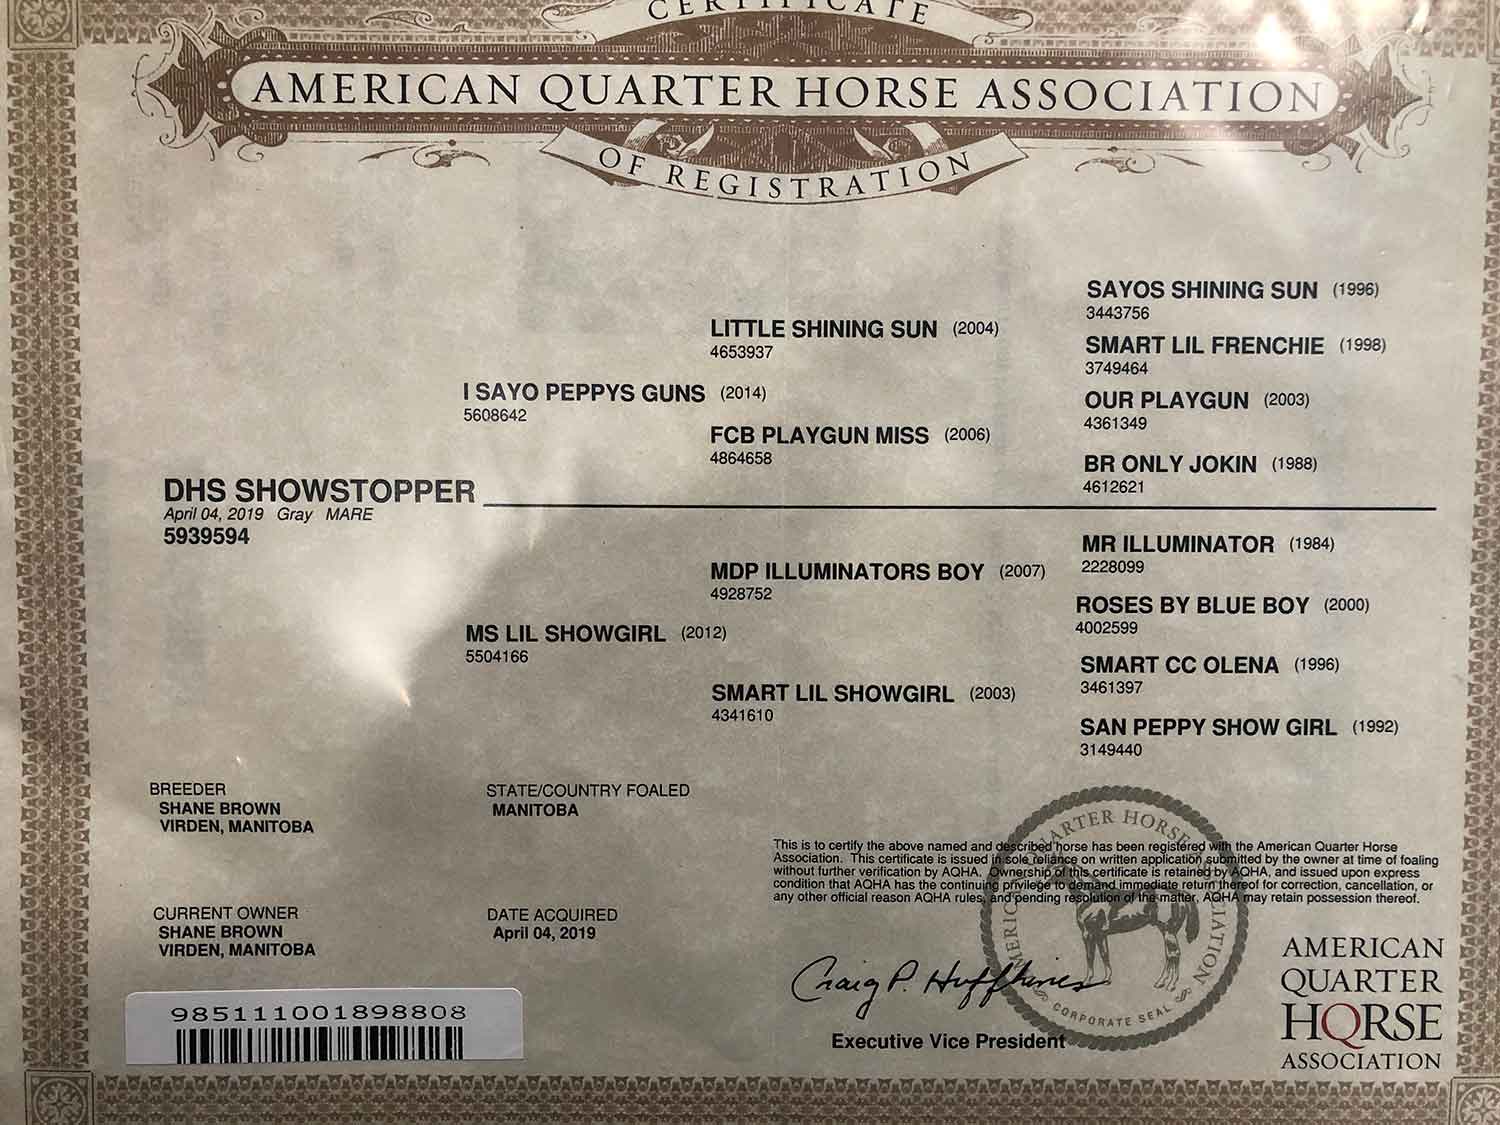 CERTIFICATE
AMERICAN QUARTER HORSE ASSOCIATION
OF REGISTRATION
SAYOS SHINING SUN (1996)
3443756
LITTLE SHINING SUN (2004)
4653937
SMART LIL FRENCHIE (1998)
3749464
I SAYO PEPPYS GUNS (2014)
5608642
OUR PLAYGUN (2003)
4361349
FCB PLAYGUN MISS (2006)
4864658
BR ONLY JOKIN (1988)
4612621
DHS SHOWSTOPPER
April 04, 2019 Gray MARE
5939594
MR ILLUMINATOR (1984)
2228099
MDP ILLUMINATORS BOY (2007)
4928752
ROSES BY BLUE BOY (2000)
4002599
MS LIL SHOWGIRL (2012)
5504166
SMART CC OLENA (1996)
3461397
SMART LIL SHOWGIRL (2003)
4341610
SAN PEPPY SHOW GIRL (1992)
3149440
BREEDER
SHANE BROWN
VIRDEN, MANITOBA
STATE/COUNTRY FOALED
MANITOBA
This is to certify the above named and described horse has been registered with the American Quarter Horse
Association. This certificate is issued in sole reliance on written application submitted by the owner at time of foaling
without further verification by AQHA. Ownership of this certificate is retained by AQHA, and issued upon express
condition that AQHA has the continuing privilege to demand immediate return thereof for correction, cancellation, or
any other official reason AQHA rules, and pending resolution of the matter, AQHA may retain possession thereof.
CURRENT OWNER
SHANE BROWN
VIRDEN, MANITOBA
DATE ACQUIRED
April 04, 2019
Craig P. Huffhines
Executive Vice President
AMERICAN QUARTER HORSE ASSOCIATION
CORPORATE SEAL
AMERICAN
QUARTER
HORSE
ASSOCIATION
985111001898808